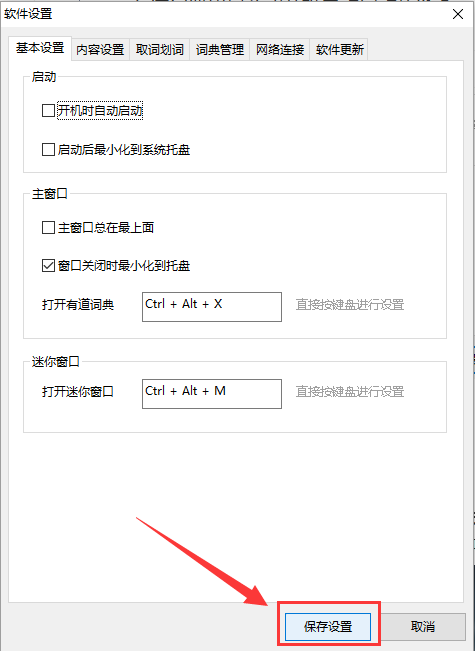 软件设置
基本设置 内容设置 取词划词 词典管理 网络连接 软件更新
启动
开机时自动启动
启动后最小化到系统托盘
主窗口
主窗口总在最上面
窗口关闭时最小化到托盘
打开有道词典 Ctrl + Alt + X 直接按键盘进行设置
迷你窗口
打开迷你窗口 Ctrl + Alt + M 直接按键盘进行设置
保存设置 取消